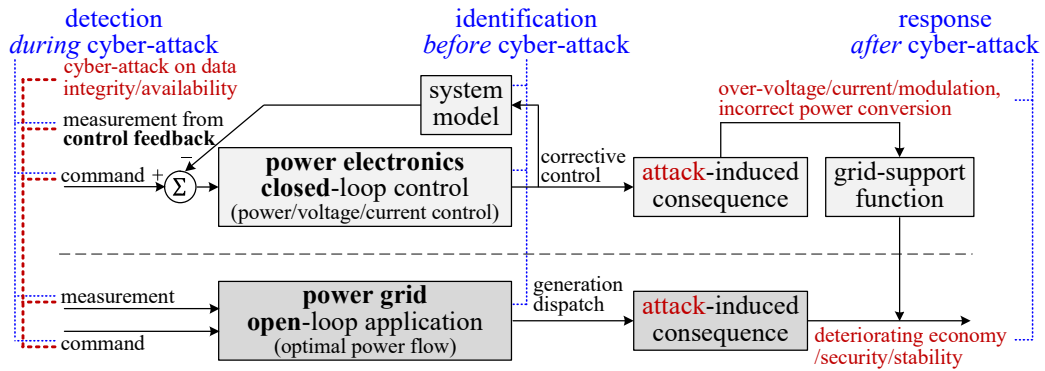 detection
during cyber-attack
identification
before cyber-attack
response
after cyber-attack
cyber-attack on data
integrity/availability
measurement from
control feedback
command
+
−
Σ
system
model
power electronics
closed-loop control
(power/voltage/current control)
corrective
control
attack-induced
consequence
over-voltage/current/modulation,
incorrect power conversion
grid-support
function
measurement
command
power grid
open-loop application
(optimal power flow)
generation
dispatch
attack-induced
consequence
deteriorating economy
/security/stability